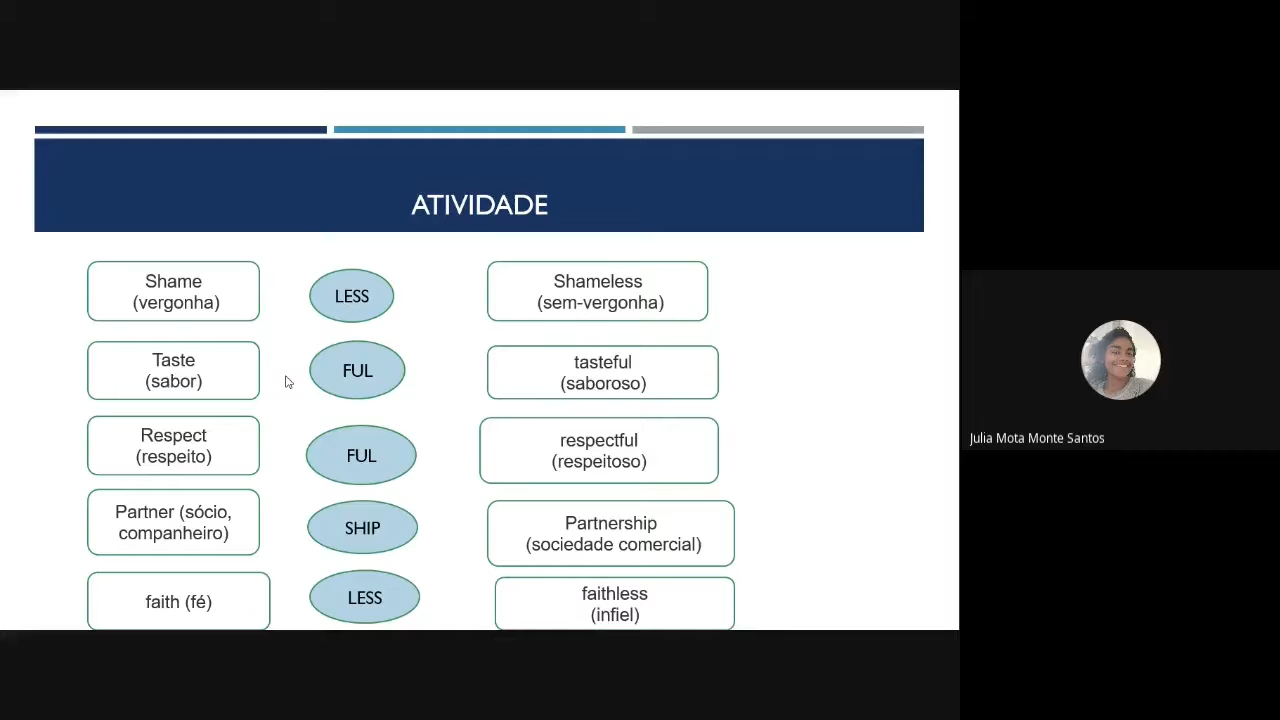 ATIVIDADE
Shame
(vergonha)
LESS
Shameless
(sem-vergonha)
Taste
(sabor)
FUL
tasteful
(saboroso)
Respect
(respeito)
FUL
respectful
(respeitoso)
Partner (sócio,
companheiro)
SHIP
Partnership
(sociedade comercial)
faith (fé)
LESS
faithless
(infiel)
Julia Mota Monte Santos